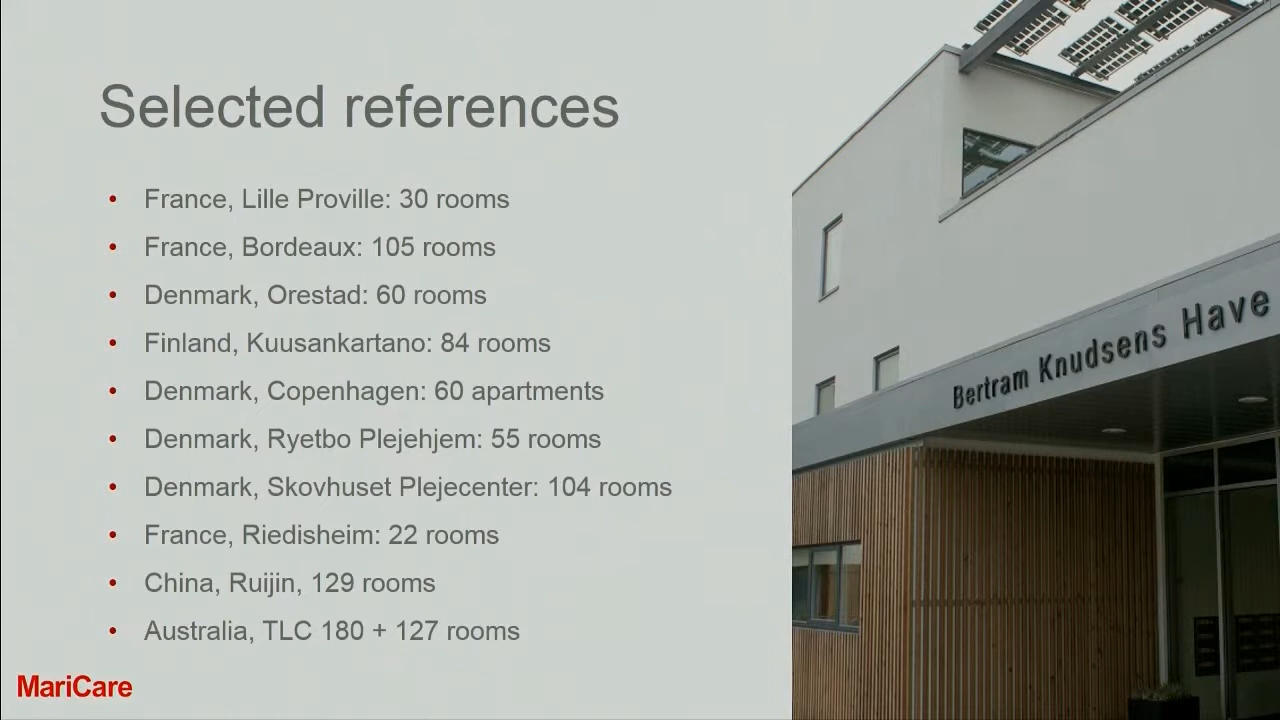 Selected references
• France, Lille Proville: 30 rooms
• France, Bordeaux: 105 rooms
• Denmark, Orestad: 60 rooms
• Finland, Kuusankartano: 84 rooms
• Denmark, Copenhagen: 60 apartments
• Denmark, Ryetbo Plejehjem: 55 rooms
• Denmark, Skovhuset Plejecenter: 104 rooms
• France, Riedisheim: 22 rooms
• China, Ruijin, 129 rooms
• Australia, TLC 180 + 127 rooms
MariCare
Bertram Knudsens Have